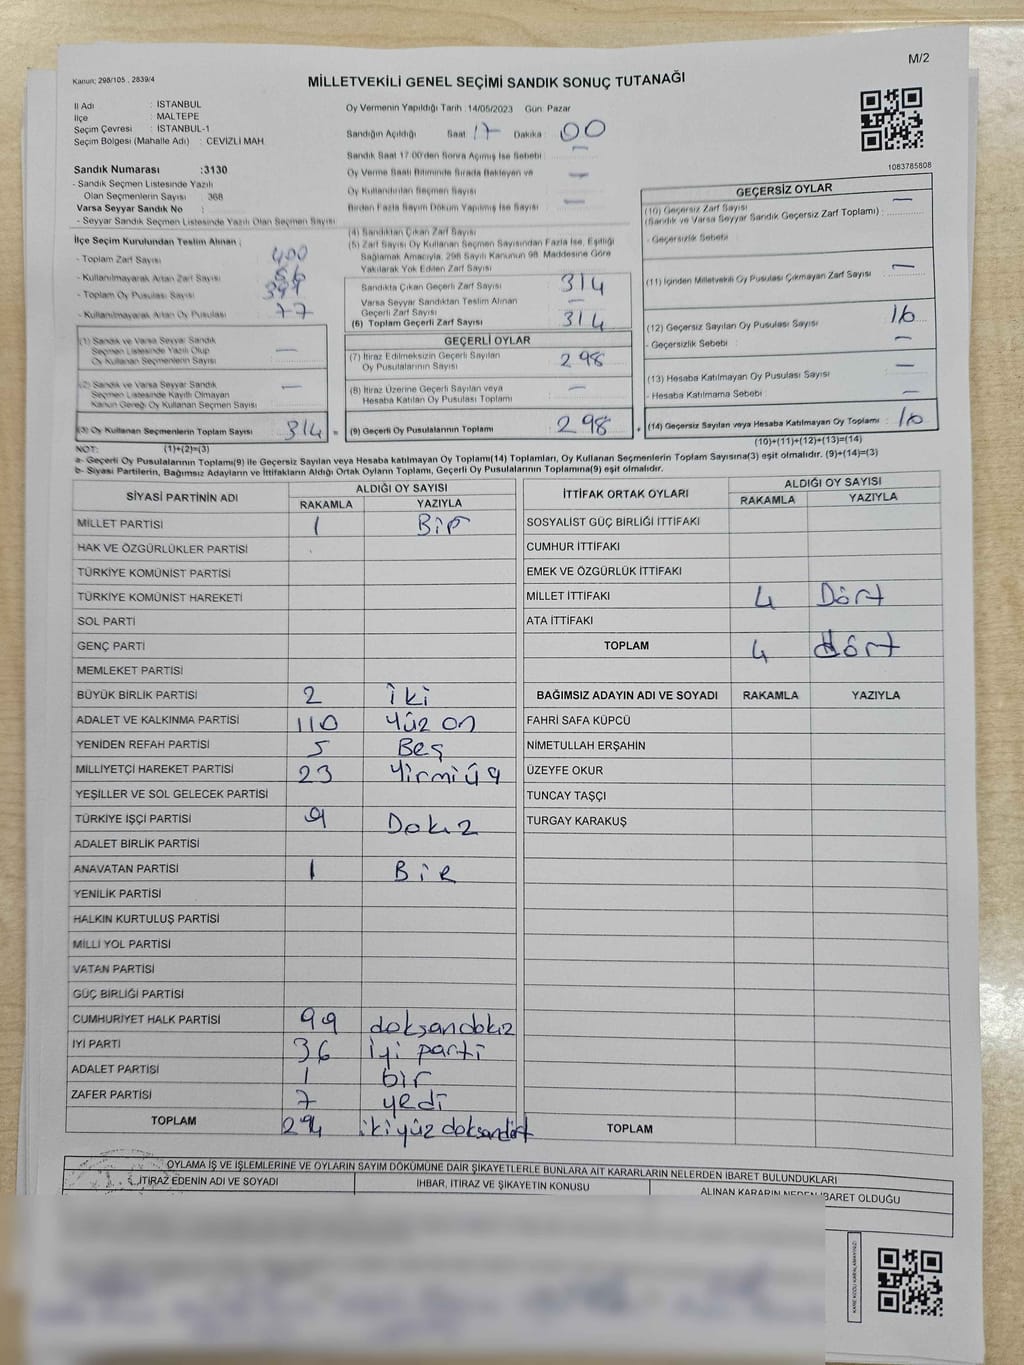 M/2
Kanun: 298/105 , 2839/4
MİLLETVEKİLİ GENEL SEÇİMİ SANDIK SONUÇ TUTANAĞI
İl Adı : İSTANBUL
İlçe : MALTEPE
Seçim Çevresi : İSTANBUL-1
Seçim Bölgesi (Mahalle Adı) : CEVİZLİ MAH.
Oy Vermenin Yapıldığı Tarih : 14/05/2023 Gün: Pazar
Sandığın Açıldığı Saat 17 Dakika : 00
Sandık Saat 17:00'den Sonra Açılmış İse Sebebi : —
Oy Verme Saati Bitiminde Sırada Bekleyen ve —
Oy Kullandırılan Seçmen Sayısı
Birden Fazla Sayım Döküm Yapılmış İse Sayısı —
1083785808
Sandık Numarası :3130
- Sandık Seçmen Listesinde Yazılı
Olan Seçmenlerin Sayısı : 368
Varsa Seyyar Sandık No :
- Seyyar Sandık Seçmen Listesinde Yazılı Olan Seçmen Sayısı
İlçe Seçim Kurulundan Teslim Alınan :
- Toplam Zarf Sayısı 400
- Kullanılmayarak Artan Zarf Sayısı
- Toplam Oy Pusulası Sayısı
- Kullanılmayarak Artan Oy Pusulası 77
(1) Sandık ve Varsa Seyyar Sandık
Seçmen Listesinde Yazılı Olup
Oy Kullanan Seçmenlerin Sayısı —
(2) Sandık ve Varsa Seyyar Sandık
Seçmen Listesinde Kayıtlı Olmayan
Kanun Gereği Oy Kullanan Seçmen Sayısı —
(3) Oy Kullanan Seçmenlerin Toplam Sayısı 314
(4) Sandıktan Çıkan Zarf Sayısı
(5) Zarf Sayısı Oy Kullanan Seçmen Sayısından Fazla İse, Eşitliği
Sağlamak Amacıyla, 298 Sayılı Kanunun 98. Maddesine Göre
Yakılarak Yok Edilen Zarf Sayısı
Sandıkta Çıkan Geçerli Zarf Sayısı 314
Varsa Seyyar Sandıktan Teslim Alınan
Geçerli Zarf Sayısı —
(6) Toplam Geçerli Zarf Sayısı 314
GEÇERLİ OYLAR
(7) İtiraz Edilmeksizin Geçerli Sayılan
Oy Pusulalarının Sayısı 298
(8) İtiraz Üzerine Geçerli Sayılan veya
Hesaba Katılan Oy Pusulası Toplamı —
(9) Geçerli Oy Pusulalarının Toplamı 298
GEÇERSİZ OYLAR
(10) Geçersiz Zarf Sayısı
(Sandık ve Varsa Seyyar Sandık Geçersiz Zarf Toplamı) : —
- Geçersizlik Sebebi :
(11) İçinden Milletvekili Oy Pusulası Çıkmayan Zarf Sayısı —
(12) Geçersiz Sayılan Oy Pusulası Sayısı 16
- Geçersizlik Sebebi : —
(13) Hesaba Katılmayan Oy Pusulası Sayısı —
- Hesaba Katılmama Sebebi : —
(14) Geçersiz Sayılan veya Hesaba Katılmayan Oy Toplamı : 16
NOT: (1)+(2)=(3)
(10)+(11)+(12)+(13)=(14)
a- Geçerli Oy Pusulalarının Toplamı(9) ile Geçersiz Sayılan veya Hesaba katılmayan Oy Toplamı(14) Toplamları, Oy Kullanan Seçmenlerin Toplam Sayısına(3) eşit olmalıdır. (9)+(14)=(3)
b- Siyasi Partilerin, Bağımsız Adayların ve İttifakların Aldığı Ortak Oyların Toplamı, Geçerli Oy Pusulalarının Toplamına(9) eşit olmalıdır.
SİYASİ PARTİNİN ADI ALDIĞI OY SAYISI
RAKAMLA YAZIYLA
MİLLET PARTİSİ 1 Bir
HAK VE ÖZGÜRLÜKLER PARTİSİ
TÜRKİYE KOMÜNİST PARTİSİ
TÜRKİYE KOMÜNİST HAREKETİ
SOL PARTİ
GENÇ PARTİ
MEMLEKET PARTİSİ
BÜYÜK BİRLİK PARTİSİ 2 İki
ADALET VE KALKINMA PARTİSİ 110 Yüz on
YENİDEN REFAH PARTİSİ 5 Beş
MİLLİYETÇİ HAREKET PARTİSİ 23 Yirmi üç
YEŞİLLER VE SOL GELECEK PARTİSİ
TÜRKİYE İŞÇİ PARTİSİ 9 Dokız
ADALET BİRLİK PARTİSİ
ANAVATAN PARTİSİ 1 BİR
YENİLİK PARTİSİ
HALKIN KURTULUŞ PARTİSİ
MİLLİ YOL PARTİSİ
VATAN PARTİSİ
GÜÇ BİRLİĞİ PARTİSİ
CUMHURİYET HALK PARTİSİ 99 doksandokız
İYİ PARTİ 36 iyi parti
ADALET PARTİSİ 1 bir
ZAFER PARTİSİ 7 yedi
TOPLAM 294 ikiyüz doksandört
İTTİFAK ORTAK OYLARI ALDIĞI OY SAYISI
RAKAMLA YAZIYLA
SOSYALİST GÜÇ BİRLİĞİ İTTİFAKI
CUMHUR İTTİFAKI
EMEK VE ÖZGÜRLÜK İTTİFAKI
MİLLET İTTİFAKI 4 Dört
ATA İTTİFAKI
TOPLAM 4 dört
BAĞIMSIZ ADAYIN ADI VE SOYADI RAKAMLA YAZIYLA
FAHRİ SAFA KÜPCÜ
NİMETULLAH ERŞAHİN
ÜZEYFE OKUR
TUNCAY TAŞÇI
TURGAY KARAKUŞ
TOPLAM
OYLAMA İŞ VE İŞLEMLERİNE VE OYLARIN SAYIM DÖKÜMÜNE DAİR ŞİKAYETLERLE BUNLARA AİT KARARLARIN NELERDEN İBARET BULUNDUKLARI
İTİRAZ EDENİN ADI VE SOYADI İHBAR, İTİRAZ VE ŞİKAYETİN KONUSU ALINAN KARARIN NEDEN İBARET OLDUĞU